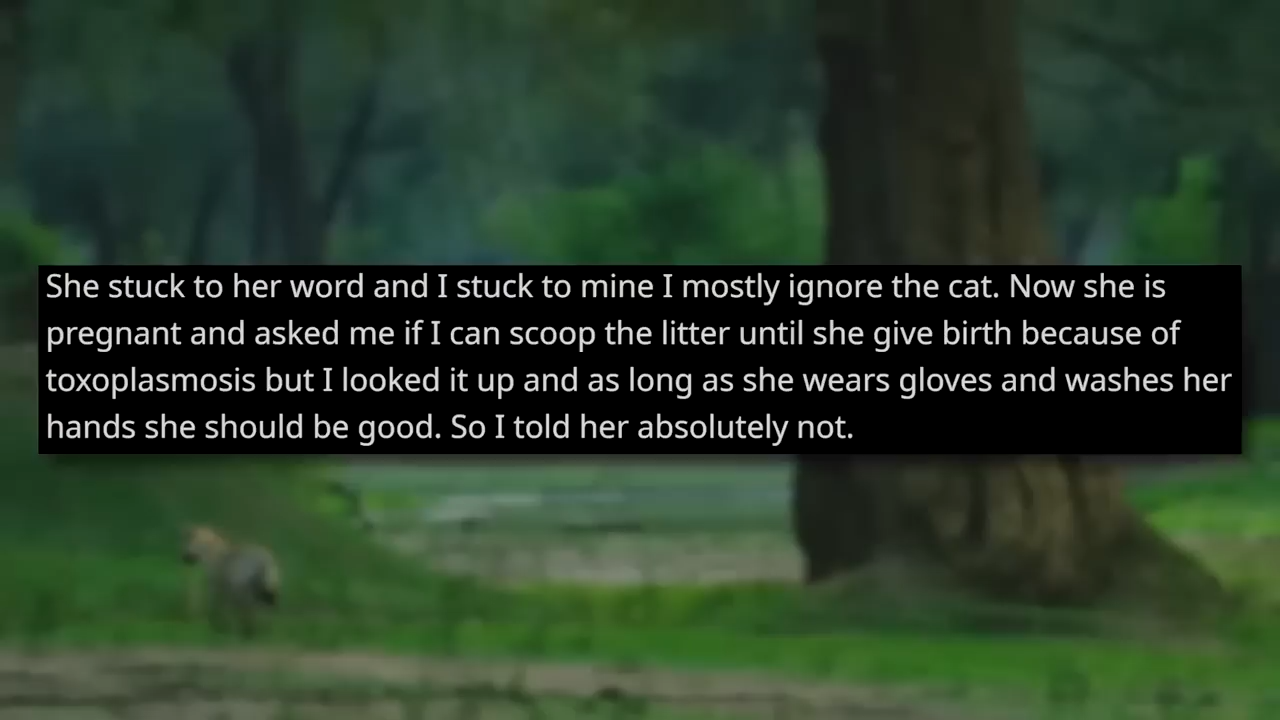 She stuck to her word and I stuck to mine I mostly ignore the cat. Now she is
pregnant and asked me if I can scoop the litter until she give birth because of
toxoplasmosis but I looked it up and as long as she wears gloves and washes her
hands she should be good. So I told her absolutely not.